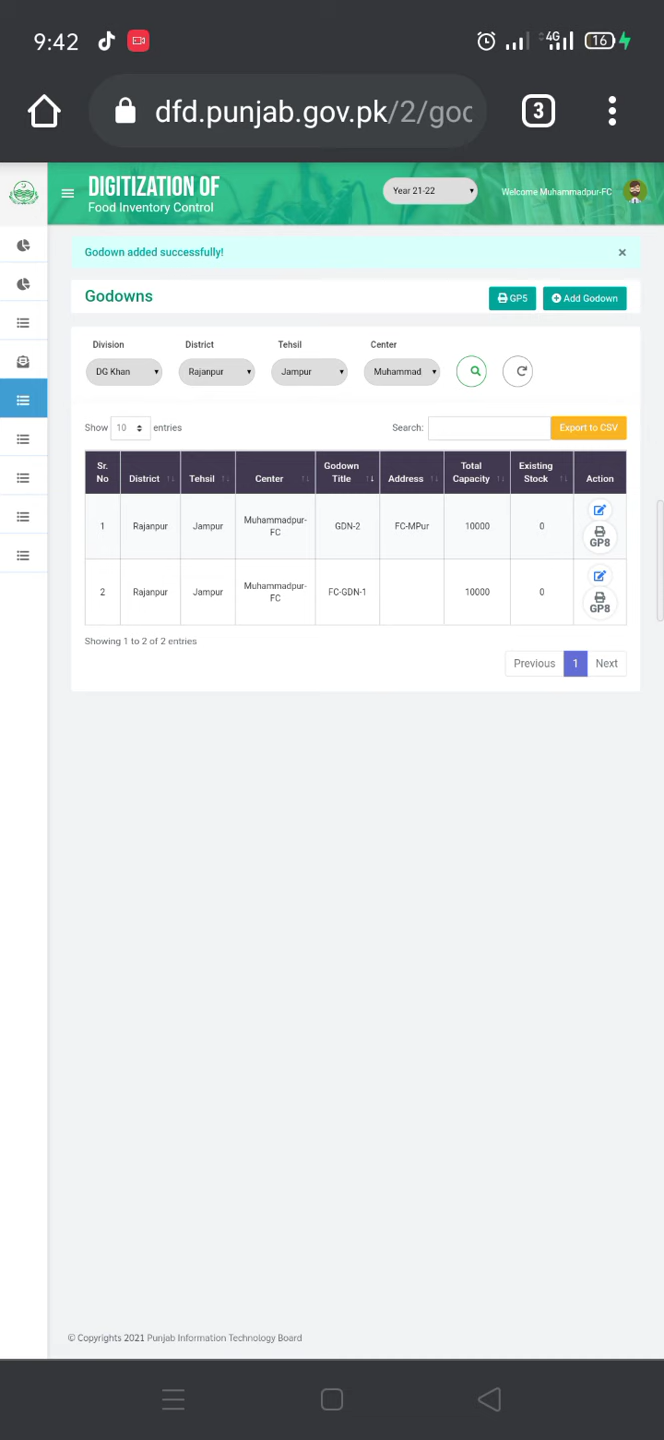 9:42
4G
16
dfd.punjab.gov.pk/2/goc
3
DIGITIZATION OF
Food Inventory Control
Year 21-22
Welcome Muhammadpur-FC
Godown added successfully!
×
Godowns
GP5
Add Godown
Division
District
Tehsil
Center
DG Khan
Rajanpur
Jampur
Muhammad
Show 10 entries
Search:
Export to CSV
Sr. No
District
Tehsil
Center
Godown Title
Address
Total Capacity
Existing Stock
Action
1
Rajanpur
Jampur
Muhammadpur-FC
GDN-2
FC-MPur
10000
0
GP8
2
Rajanpur
Jampur
Muhammadpur-FC
FC-GDN-1
10000
0
GP8
Showing 1 to 2 of 2 entries
Previous
1
Next
© Copyrights 2021 Punjab Information Technology Board